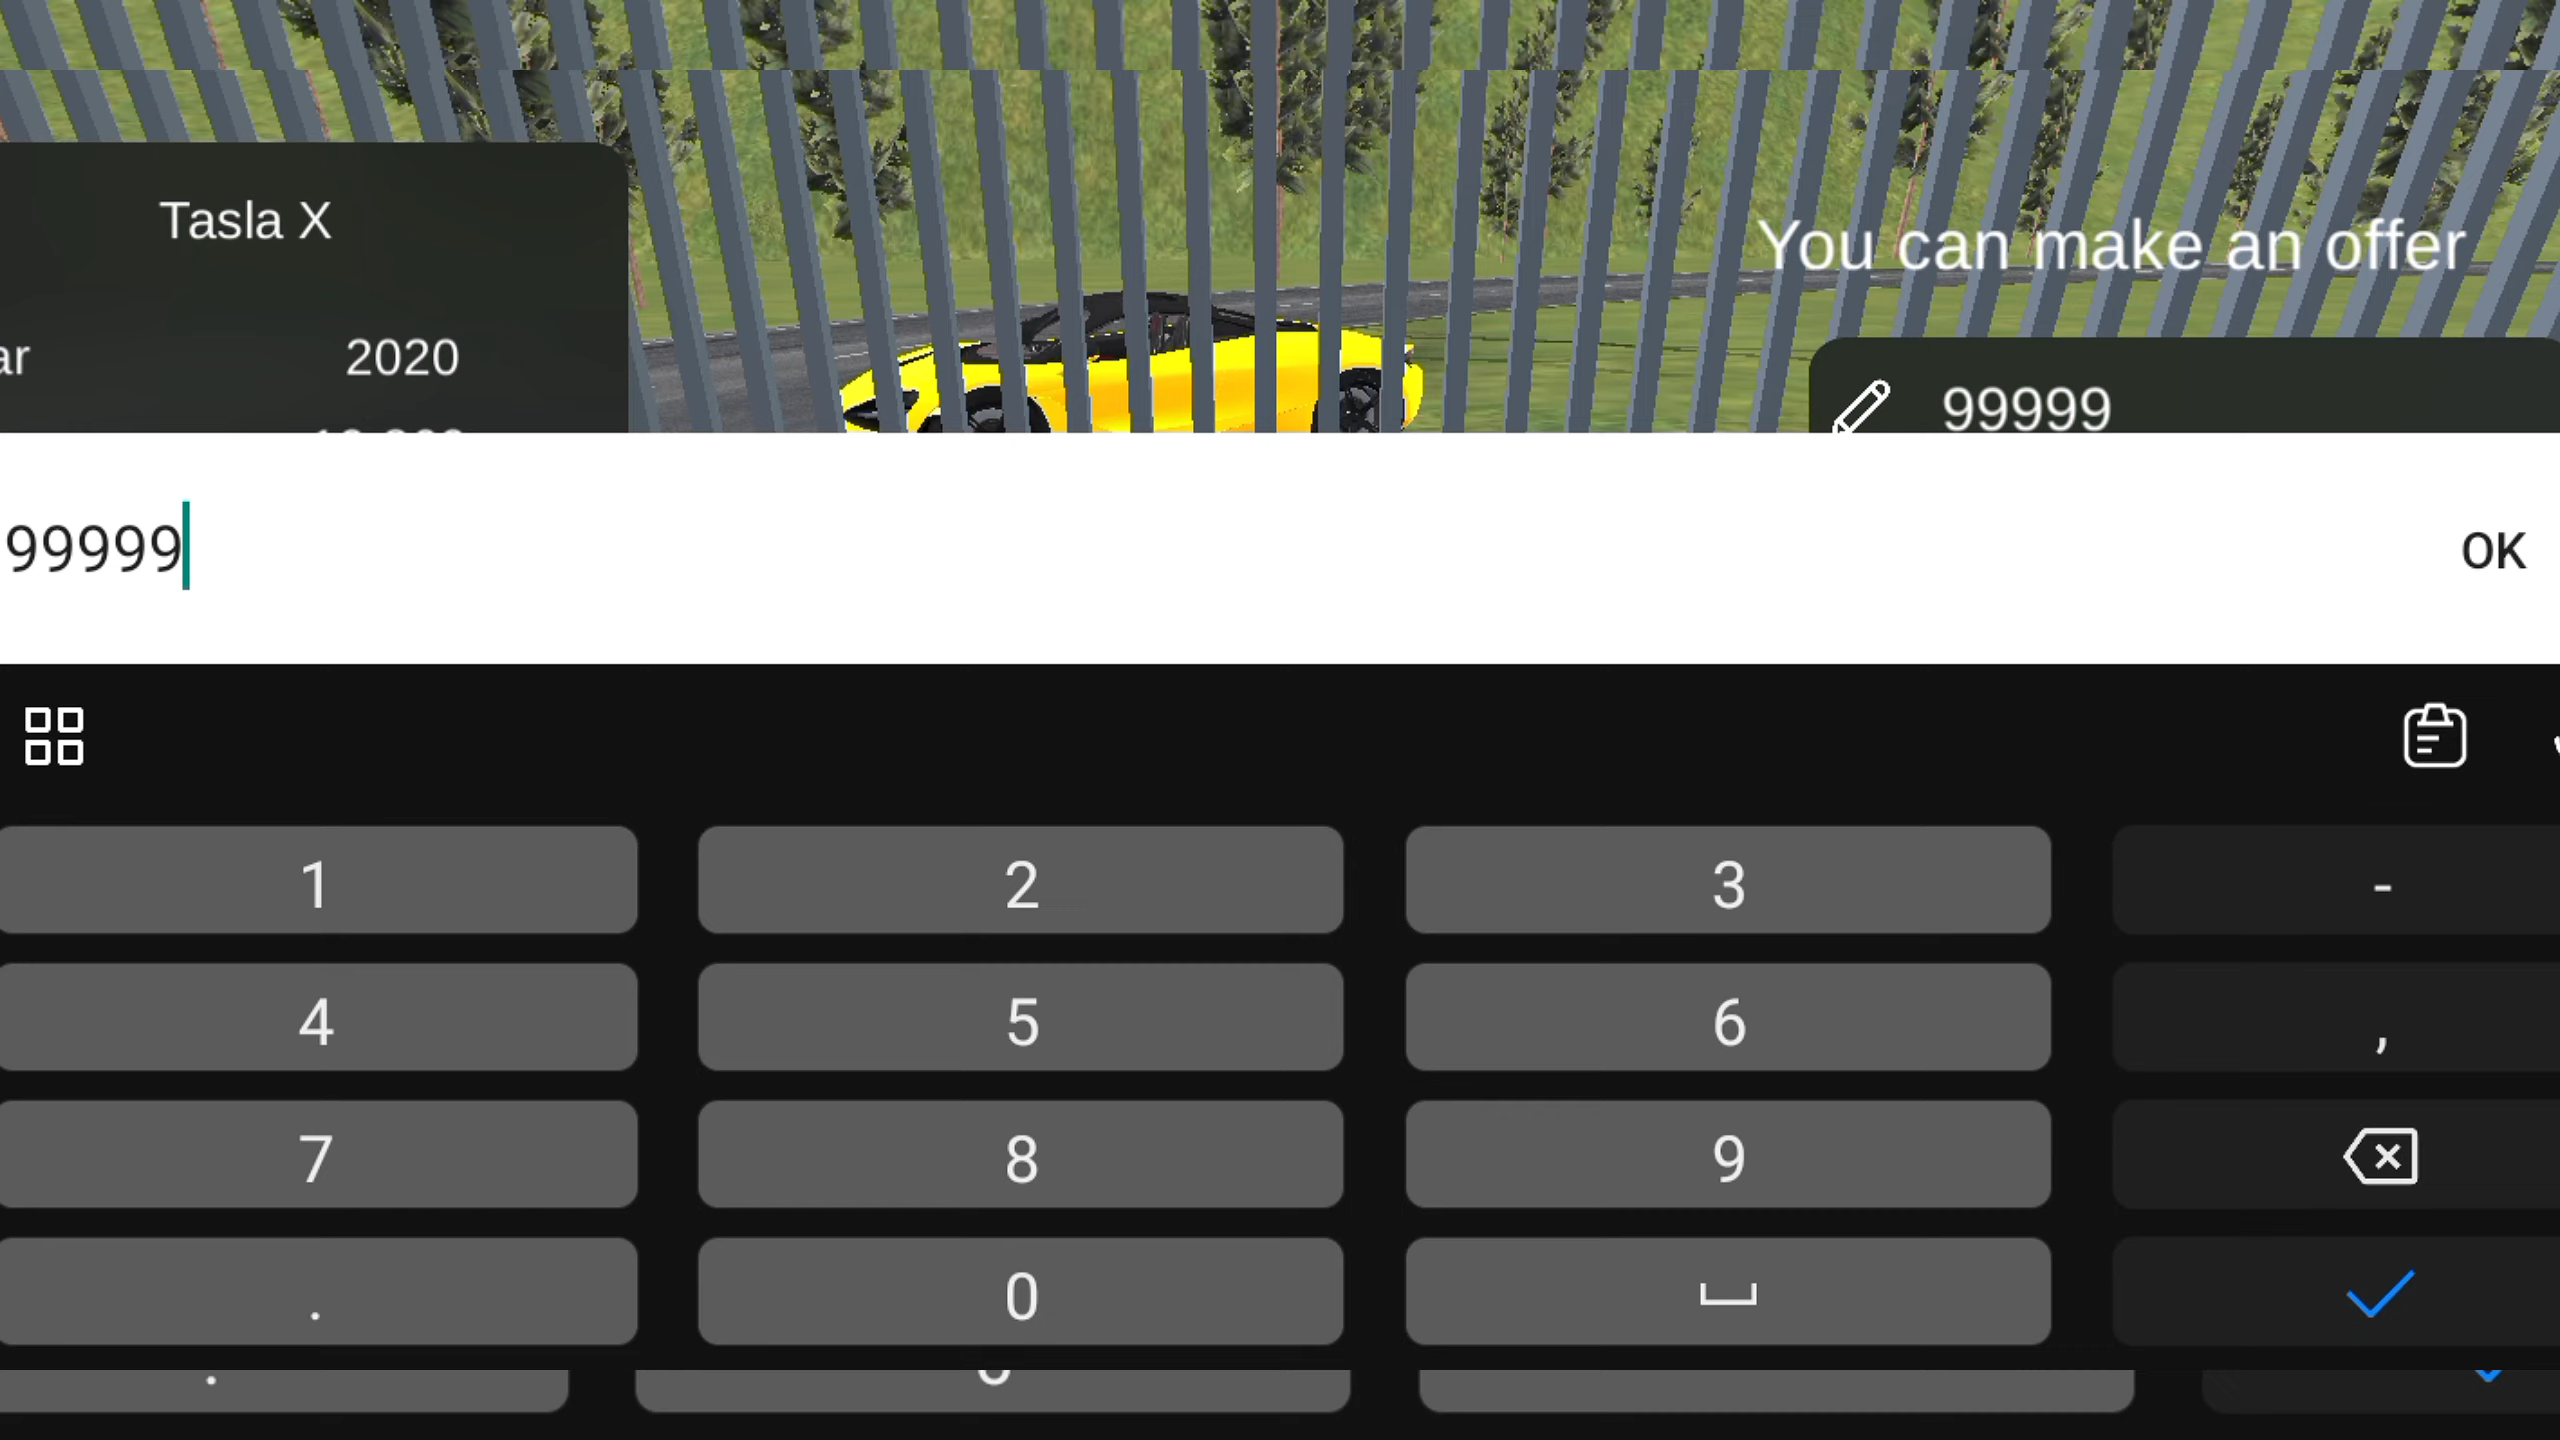 Tasla X
You can make an offer
ar 2020
99999
99999 OK
1 2 3 -
4 5 6 ,
7 8 9
. 0